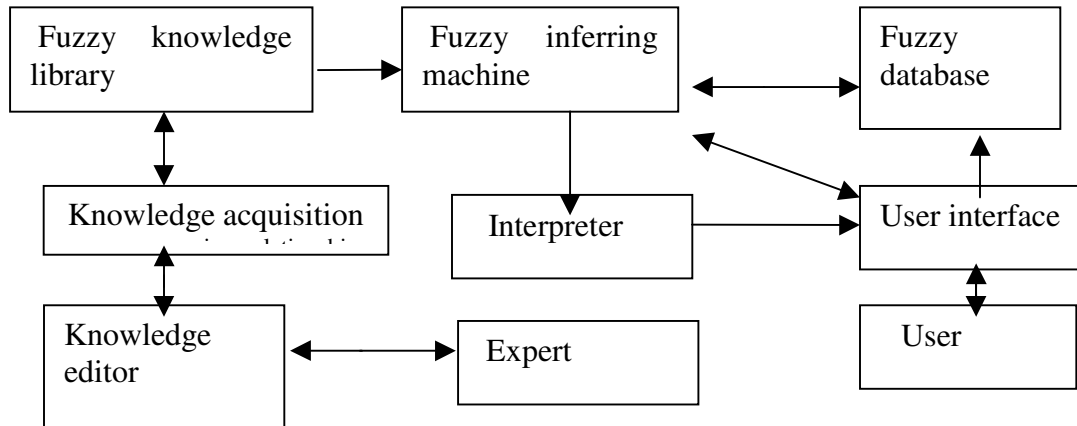 Fuzzy knowledge
library
Fuzzy inferring
machine
Fuzzy
database
Knowledge acquisition
Interpreter
User interface
Knowledge
editor
Expert
User